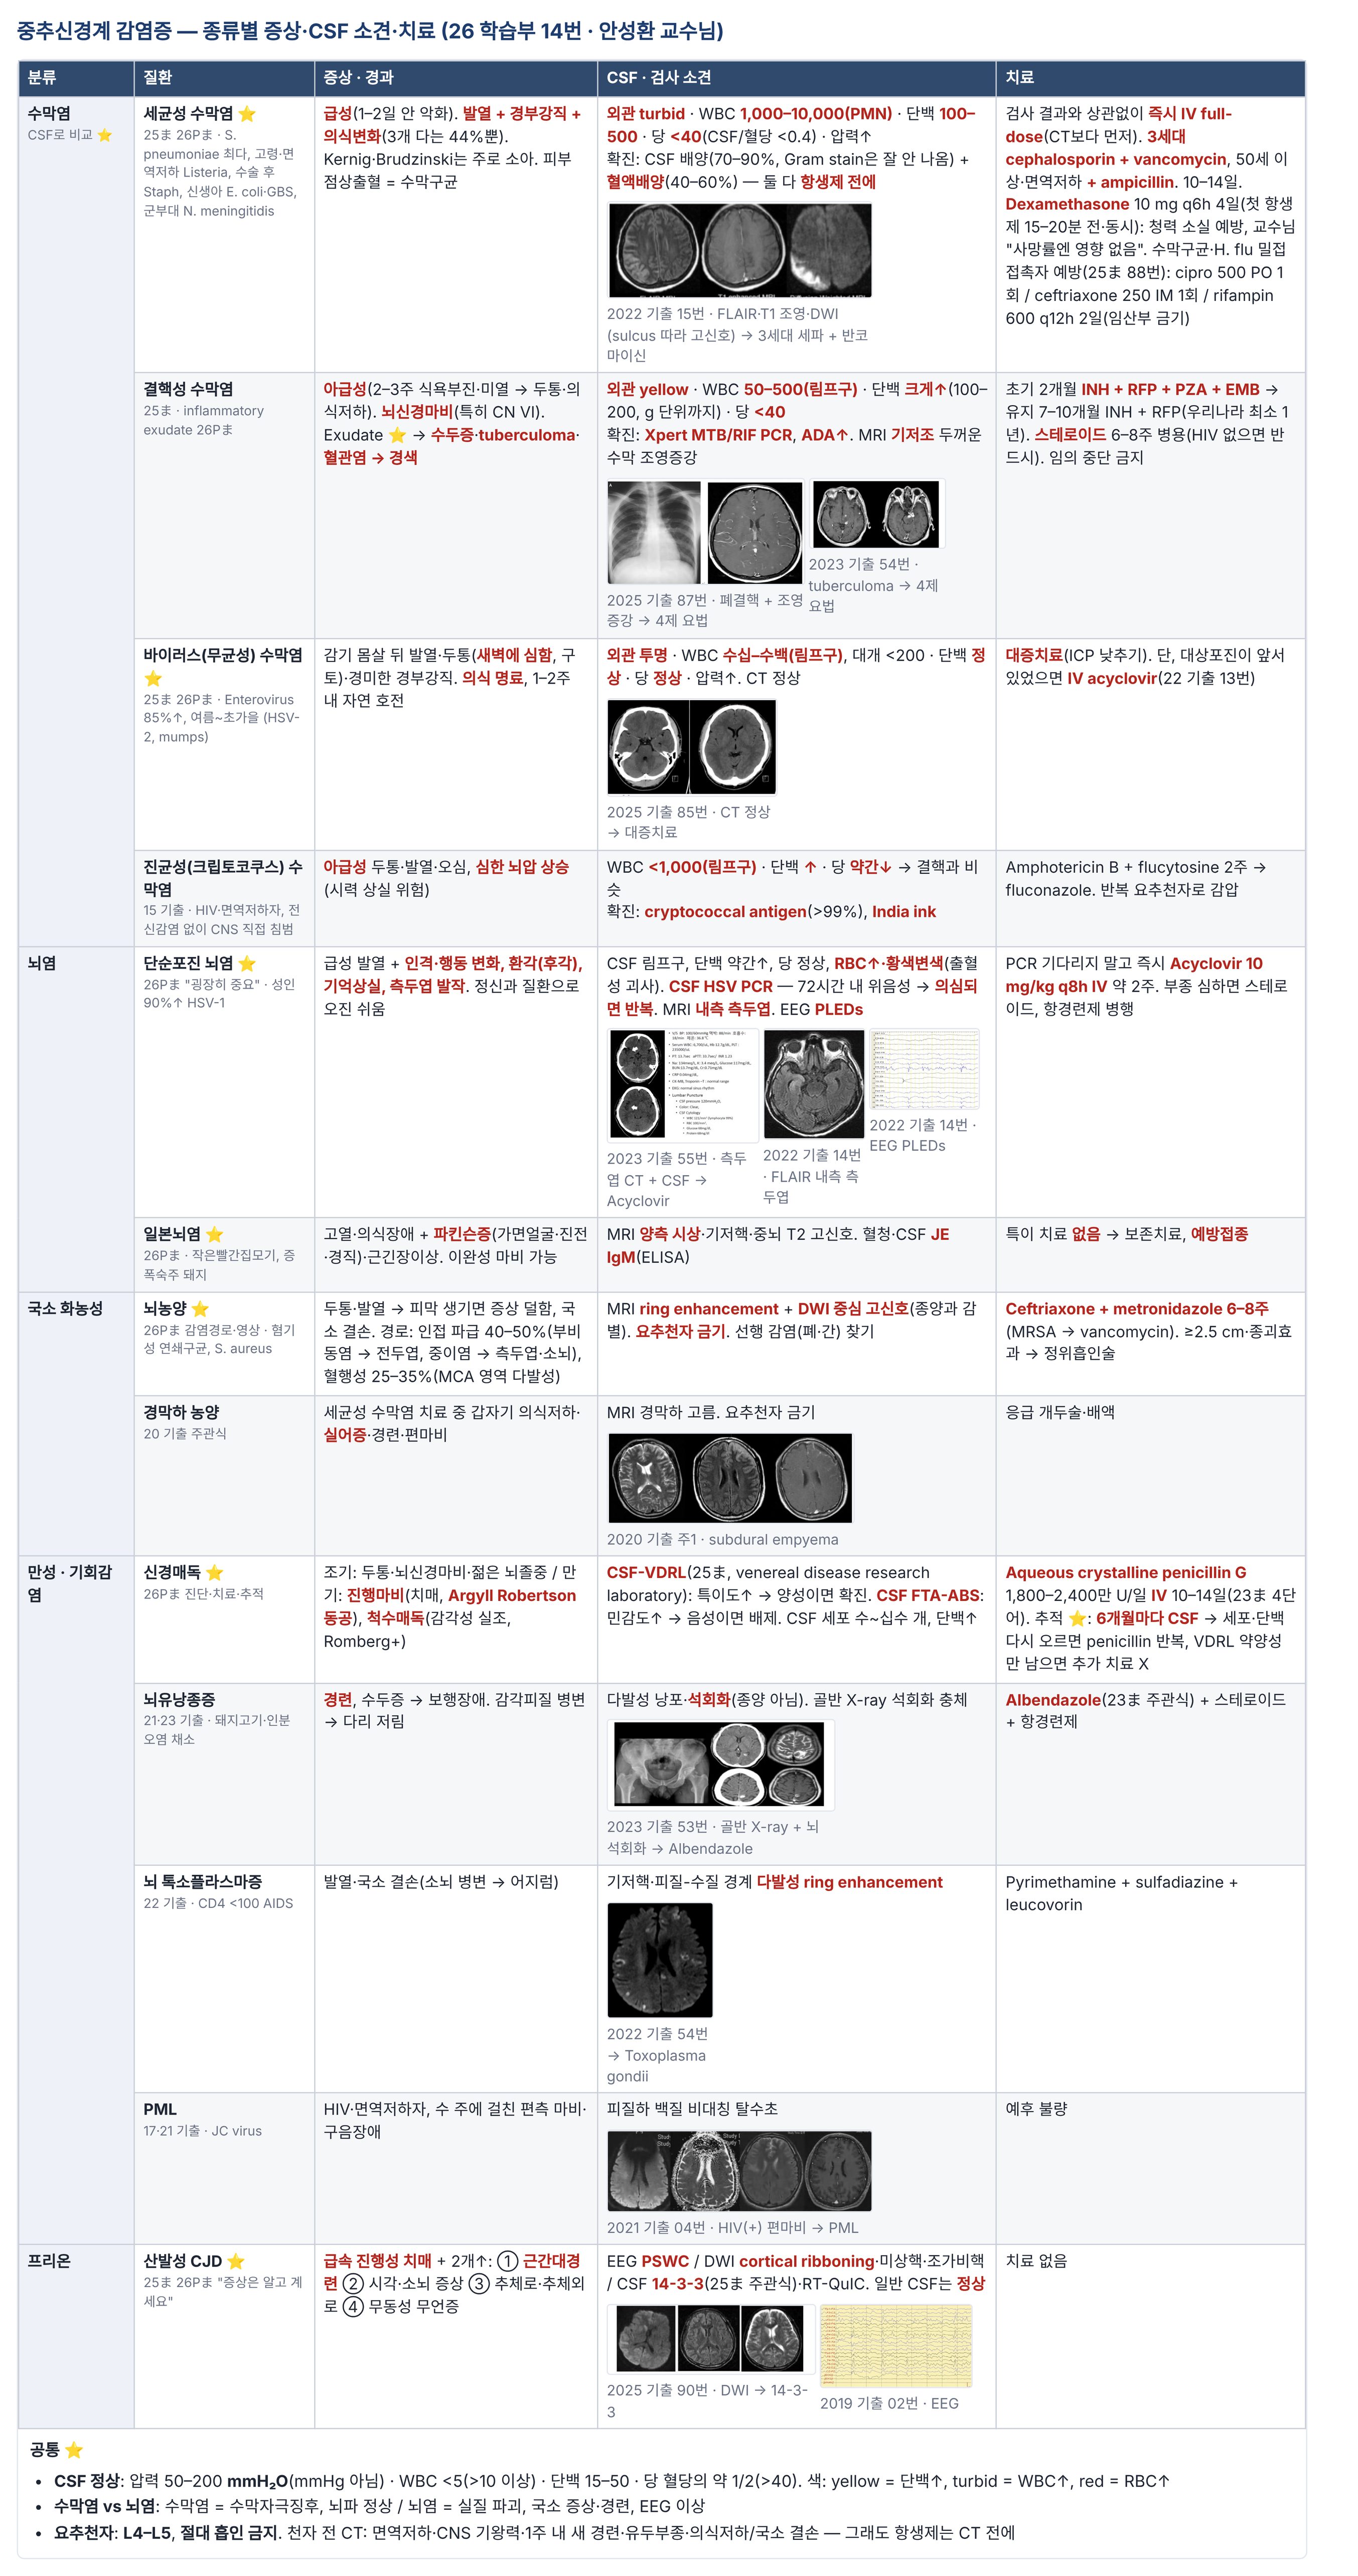 중추신경계 감염증 — 종류별 증상·CSF 소견·치료 (26 학습부 14번 · 안성환 교수님)
분류
질환
증상 · 경과
CSF · 검사 소견
치료
수막염
CSF로 비교 ⭐
세균성 수막염 ⭐
25ま 26Pま · S.
pneumoniae 최다, 고령·면
역저하 Listeria, 수술 후
Staph, 신생아 E. coli·GBS,
군부대 N. meningitidis
급성(1–2일 안 악화). 발열 + 경부강직 +
의식변화(3개 다는 44%뿐).
Kernig·Brudzinski는 주로 소아. 피부
점상출혈 = 수막구균
외관 turbid · WBC 1,000–10,000(PMN) · 단백 100–
500 · 당 <40(CSF/혈당 <0.4) · 압력↑
확진: CSF 배양(70–90%, Gram stain은 잘 안 나옴) +
혈액배양(40–60%) — 둘 다 항생제 전에
2022 기출 15번 · FLAIR·T1 조영·DWI
(sulcus 따라 고신호) → 3세대 세파 + 반코
마이신
검사 결과와 상관없이 즉시 IV full-
dose(CT보다 먼저). 3세대
cephalosporin + vancomycin, 50세 이
상·면역저하 + ampicillin. 10–14일.
Dexamethasone 10 mg q6h 4일(첫 항생
제 15–20분 전·동시): 청력 소실 예방, 교수님
"사망률엔 영향 없음". 수막구균·H. flu 밀접
접촉자 예방(25ま 88번): cipro 500 PO 1
회 / ceftriaxone 250 IM 1회 / rifampin
600 q12h 2일(임산부 금기)
결핵성 수막염
25ま · inflammatory
exudate 26Pま
아급성(2–3주 식욕부진·미열 → 두통·의
식저하). 뇌신경마비(특히 CN VI).
Exudate ⭐ → 수두증·tuberculoma·
혈관염 → 경색
외관 yellow · WBC 50–500(림프구) · 단백 크게↑(100–
200, g 단위까지) · 당 <40
확진: Xpert MTB/RIF PCR, ADA↑. MRI 기저조 두꺼운
수막 조영증강
2025 기출 87번 · 폐결핵 + 조영
증강 → 4제 요법
2023 기출 54번 ·
tuberculoma → 4제
요법
초기 2개월 INH + RFP + PZA + EMB →
유지 7–10개월 INH + RFP(우리나라 최소 1
년). 스테로이드 6–8주 병용(HIV 없으면 반
드시). 임의 중단 금지
바이러스(무균성) 수막염
⭐
25ま 26Pま · Enterovirus
85%↑, 여름~초가을 (HSV-
2, mumps)
감기 몸살 뒤 발열·두통(새벽에 심함, 구
토)·경미한 경부강직. 의식 명료, 1–2주
내 자연 호전
외관 투명 · WBC 수십–수백(림프구), 대개 <200 · 단백 정
상 · 당 정상 · 압력↑. CT 정상
2025 기출 85번 · CT 정상
→ 대증치료
대증치료(ICP 낮추기). 단, 대상포진이 앞서
있었으면 IV acyclovir(22 기출 13번)
진균성(크립토코쿠스) 수
막염
15 기출 · HIV·면역저하자, 전
신감염 없이 CNS 직접 침범
아급성 두통·발열·오심, 심한 뇌압 상승
(시력 상실 위험)
WBC <1,000(림프구) · 단백 ↑ · 당 약간↓ → 결핵과 비
슷
확진: cryptococcal antigen(>99%), India ink
Amphotericin B + flucytosine 2주 →
fluconazole. 반복 요추천자로 감압
뇌염
단순포진 뇌염 ⭐
26Pま "굉장히 중요" · 성인
90%↑ HSV-1
급성 발열 + 인격·행동 변화, 환각(후각),
기억상실, 측두엽 발작. 정신과 질환으로
오진 쉬움
CSF 림프구, 단백 약간↑, 당 정상, RBC↑·황색변색(출혈
성 괴사). CSF HSV PCR — 72시간 내 위음성 → 의심되
면 반복. MRI 내측 측두엽. EEG PLEDs
2023 기출 55번 · 측두
엽 CT + CSF →
Acyclovir
2022 기출 14번
· FLAIR 내측 측
두엽
2022 기출 14번 ·
EEG PLEDs
PCR 기다리지 말고 즉시 Acyclovir 10
mg/kg q8h IV 약 2주. 부종 심하면 스테로
이드, 항경련제 병행
일본뇌염 ⭐
26Pま · 작은빨간집모기, 증
폭숙주 돼지
고열·의식장애 + 파킨슨증(가면얼굴·진전
·경직)·근긴장이상. 이완성 마비 가능
MRI 양측 시상·기저핵·중뇌 T2 고신호. 혈청·CSF JE
IgM(ELISA)
특이 치료 없음 → 보존치료, 예방접종
국소 화농성
뇌농양 ⭐
26Pま 감염경로·영상 · 혐기
성 연쇄구균, S. aureus
두통·발열 → 피막 생기면 증상 덜함, 국
소 결손. 경로: 인접 파급 40–50%(부비
동염 → 전두엽, 중이염 → 측두엽·소뇌),
혈행성 25–35%(MCA 영역 다발성)
MRI ring enhancement + DWI 중심 고신호(종양과 감
별). 요추천자 금기. 선행 감염(폐·간) 찾기
Ceftriaxone + metronidazole 6–8주
(MRSA → vancomycin). ≥2.5 cm·종괴효
과 → 정위흡인술
경막하 농양
20 기출 주관식
세균성 수막염 치료 중 갑자기 의식저하·
실어증·경련·편마비
MRI 경막하 고름. 요추천자 금기
2020 기출 주1 · subdural empyema
응급 개두술·배액
만성 · 기회감
염
신경매독 ⭐
26Pま 진단·치료·추적
조기: 두통·뇌신경마비·젊은 뇌졸중 / 만
기: 진행마비(치매, Argyll Robertson
동공), 척수매독(감각성 실조,
Romberg+)
CSF-VDRL(25ま, venereal disease research
laboratory): 특이도↑ → 양성이면 확진. CSF FTA-ABS:
민감도↑ → 음성이면 배제. CSF 세포 수~십수 개, 단백↑
Aqueous crystalline penicillin G
1,800–2,400만 U/일 IV 10–14일(23ま 4단
어). 추적 ⭐: 6개월마다 CSF → 세포·단백
다시 오르면 penicillin 반복, VDRL 약양성
만 남으면 추가 치료 X
뇌유낭종증
21·23 기출 · 돼지고기·인분
오염 채소
경련, 수두증 → 보행장애. 감각피질 병변
→ 다리 저림
다발성 낭포·석회화(종양 아님). 골반 X-ray 석회화 충체
2023 기출 53번 · 골반 X-ray + 뇌
석회화 → Albendazole
Albendazole(23ま 주관식) + 스테로이드
+ 항경련제
뇌 톡소플라스마증
22 기출 · CD4 <100 AIDS
발열·국소 결손(소뇌 병변 → 어지럼)
기저핵·피질-수질 경계 다발성 ring enhancement
2022 기출 54번
→ Toxoplasma
gondii
Pyrimethamine + sulfadiazine +
leucovorin
PML
17·21 기출 · JC virus
HIV·면역저하자, 수 주에 걸친 편측 마비·
구음장애
피질하 백질 비대칭 탈수초
2021 기출 04번 · HIV(+) 편마비 → PML
예후 불량
프리온
산발성 CJD ⭐
25ま 26Pま "증상은 알고 계
세요"
급속 진행성 치매 + 2개↑: ① 근간대경
련 ② 시각·소뇌 증상 ③ 추체로·추체외
로 ④ 무동성 무언증
EEG PSWC / DWI cortical ribboning·미상핵·조가비핵
/ CSF 14-3-3(25ま 주관식)·RT-QuIC. 일반 CSF는 정상
2025 기출 90번 · DWI → 14-3-
3
2019 기출 02번 · EEG
치료 없음
공통 ⭐
• CSF 정상: 압력 50–200 mmH₂O(mmHg 아님) · WBC <5(>10 이상) · 단백 15–50 · 당 혈당의 약 1/2(>40). 색: yellow = 단백↑, turbid = WBC↑, red = RBC↑
• 수막염 vs 뇌염: 수막염 = 수막자극징후, 뇌파 정상 / 뇌염 = 실질 파괴, 국소 증상·경련, EEG 이상
• 요추천자: L4–L5, 절대 흡인 금지. 천자 전 CT: 면역저하·CNS 기왕력·1주 내 새 경련·유두부종·의식저하/국소 결손 — 그래도 항생제는 CT 전에